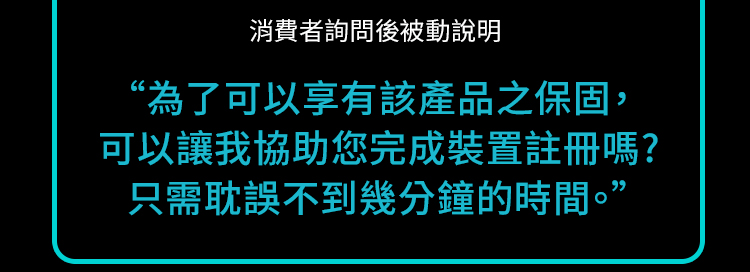 消費者詢問後被動說明
“為了可以享有該產品之保固，
可以讓我協助您完成裝置註冊嗎?
只需耽誤不到幾分鐘的時間。”